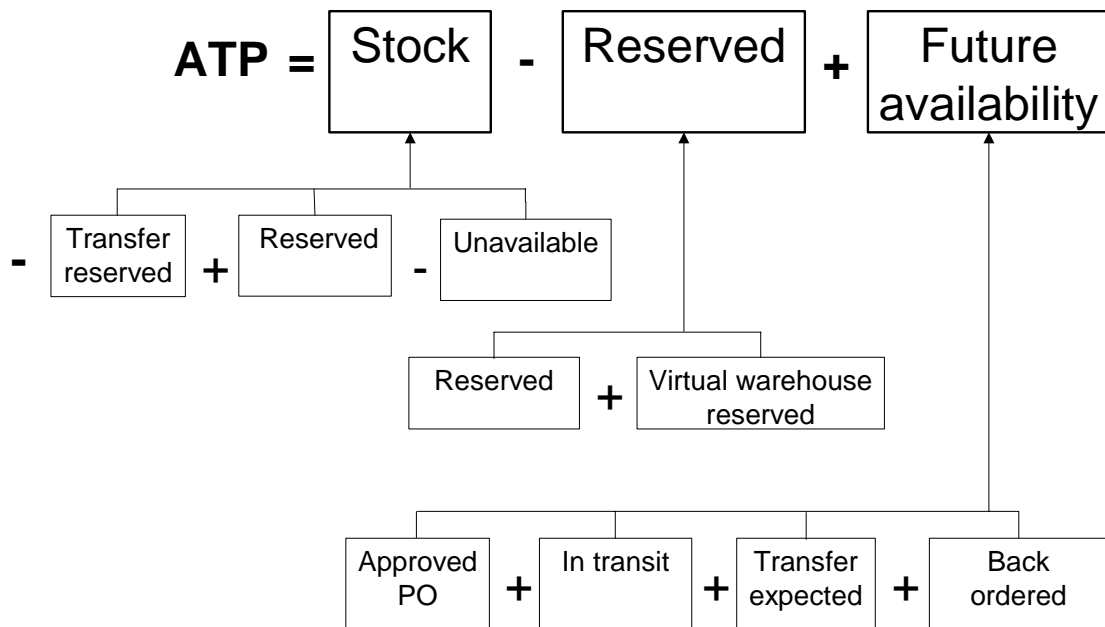 ATP = Stock - Reserved + Future
availability
- Transfer
reserved + Reserved - Unavailable
Reserved + Virtual warehouse
reserved
Approved
PO + In transit + Transfer
expected + Back
ordered